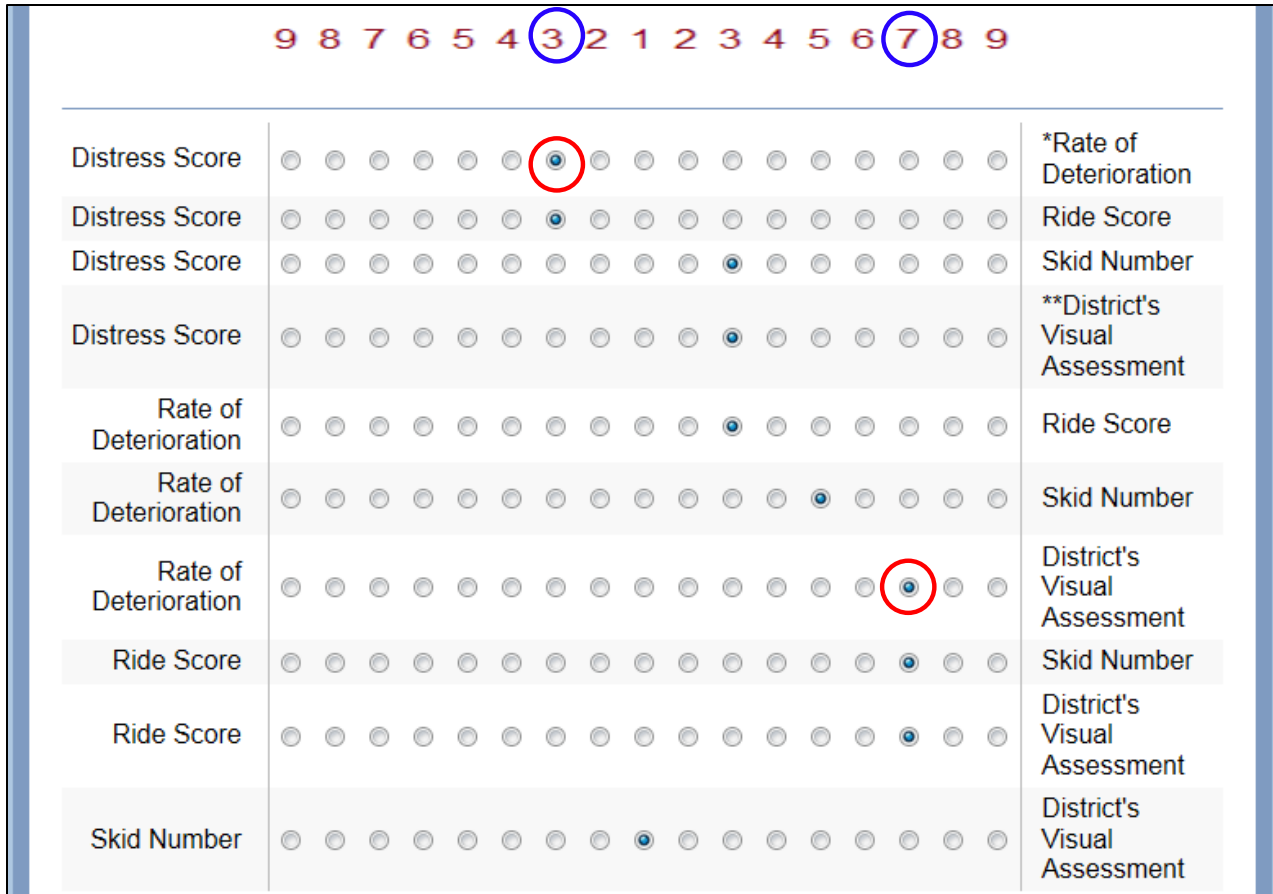 9 8 7 6 5 4 3 2 1 2 3 4 5 6 7 8 9
Distress Score
*Rate of
Deterioration
Distress Score
Ride Score
Distress Score
Skid Number
Distress Score
**District's
Visual
Assessment
Rate of
Deterioration
Ride Score
Rate of
Deterioration
Skid Number
Rate of
Deterioration
District's
Visual
Assessment
Ride Score
Skid Number
Ride Score
District's
Visual
Assessment
Skid Number
District's
Visual
Assessment